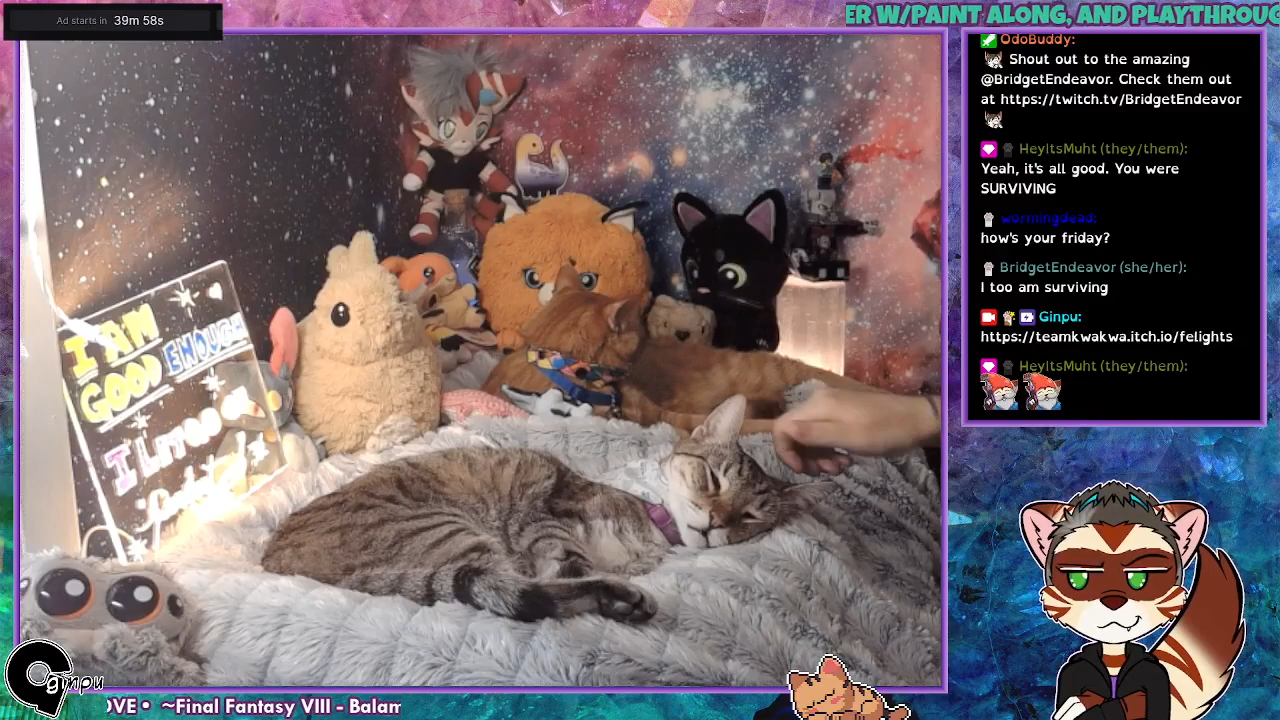 Ad starts in 39m 58s
ER W/PAINT ALONG, AND PLAYTHROUG
OdoBuddy:
Shout out to the amazing
@BridgetEndeavor. Check them out
at https://twitch.tv/BridgetEndeavor
HeyItsMuht (they/them):
Yeah, it's all good. You were
SURVIVING
wormingdead:
how's your friday?
BridgetEndeavor (she/her):
I too am surviving
Ginpu:
https://teamkwakwa.itch.io/felights
HeyItsMuht (they/them):
I AM
GOOD ENOUGH
ginpu
OVE • ~Final Fantasy VIII - Balam